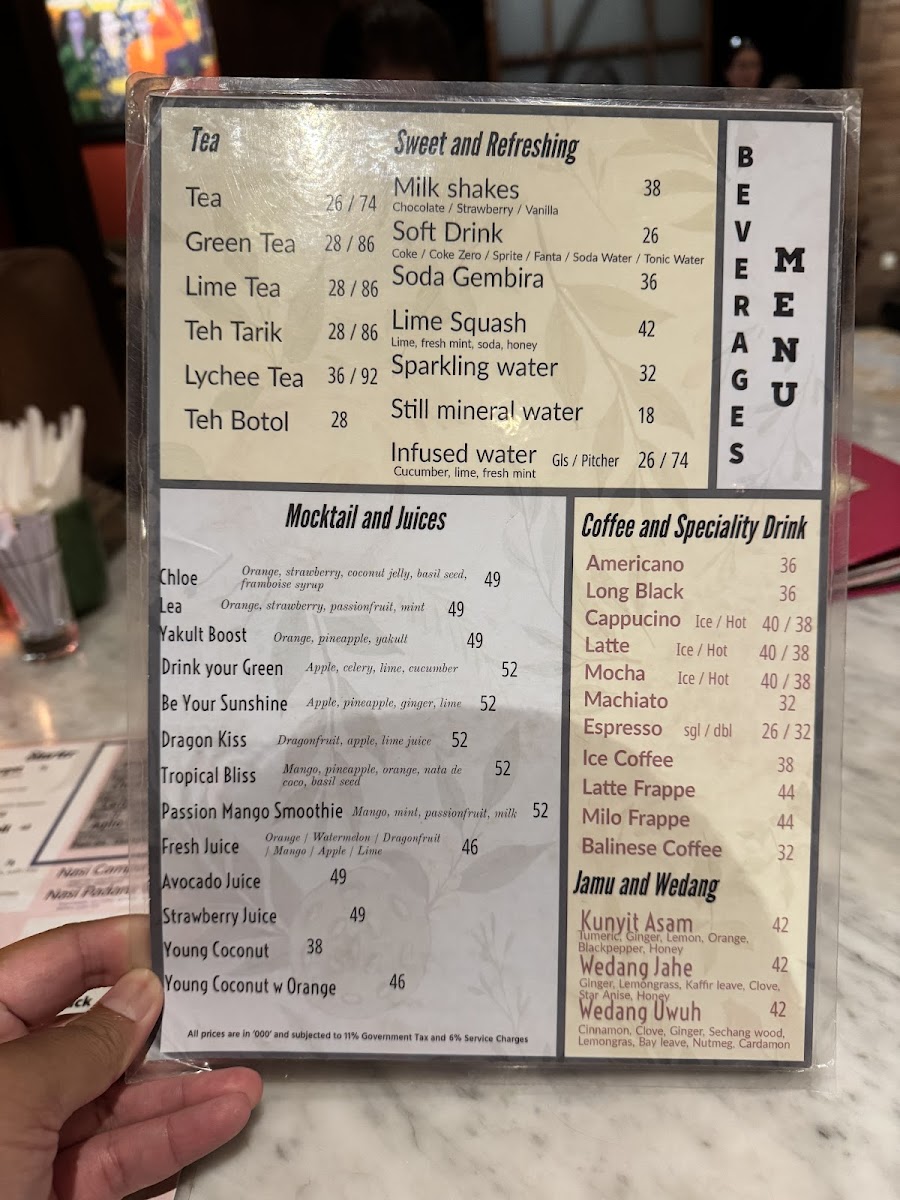 Tea
Tea 26 / 74
Green Tea 28 / 86
Lime Tea 28 / 86
Teh Tarik 28 / 86
Lychee Tea 36 / 92
Teh Botol 28
Sweet and Refreshing
Milk shakes 38
Chocolate / Strawberry / Vanilla
Soft Drink 26
Coke / Coke Zero / Sprite / Fanta / Soda Water / Tonic Water
Soda Gembira 36
Lime Squash 42
Lime, fresh mint, soda, honey
Sparkling water 32
Still mineral water 18
Infused water Gls / Pitcher 26 / 74
Cucumber, lime, fresh mint
BEVERAGES
MENU
Mocktail and Juices
Chloe Orange, strawberry, coconut jelly, basil seed, 49
framboise syrup
Lea Orange, strawberry, passionfruit, mint 49
Yakult Boost Orange, pineapple, yakult 49
Drink your Green Apple, celery, lime, cucumber 52
Be Your Sunshine Apple, pineapple, ginger, lime 52
Dragon Kiss Dragonfruit, apple, lime juice 52
Tropical Bliss Mango, pineapple, orange, nata de 52
coco, basil seed
Passion Mango Smoothie Mango, mint, passionfruit, milk 52
Fresh Juice Orange / Watermelon / Dragonfruit 46
/ Mango / Apple / Lime
Avocado Juice 49
Strawberry Juice 49
Young Coconut 38
Young Coconut w Orange 46
All prices are in '000' and subjected to 11% Government Tax and 6% Service Charges
Coffee and Speciality Drink
Americano 36
Long Black 36
Cappucino Ice / Hot 40 / 38
Latte Ice / Hot 40 / 38
Mocha Ice / Hot 40 / 38
Machiato 32
Espresso sgl / dbl 26 / 32
Ice Coffee 38
Latte Frappe 44
Milo Frappe 44
Balinese Coffee 32
Jamu and Wedang
Kunyit Asam 42
Tumeric, Ginger, Lemon, Orange,
Blackpepper, Honey
Wedang Jahe 42
Ginger, Lemongrass, Kaffir leave, Clove,
Star Anise, Honey
Wedang Uwuh 42
Cinnamon, Clove, Ginger, Sechang wood,
Lemongras, Bay leave, Nutmeg, Cardamon
Nasi Cam
Nasi Padan